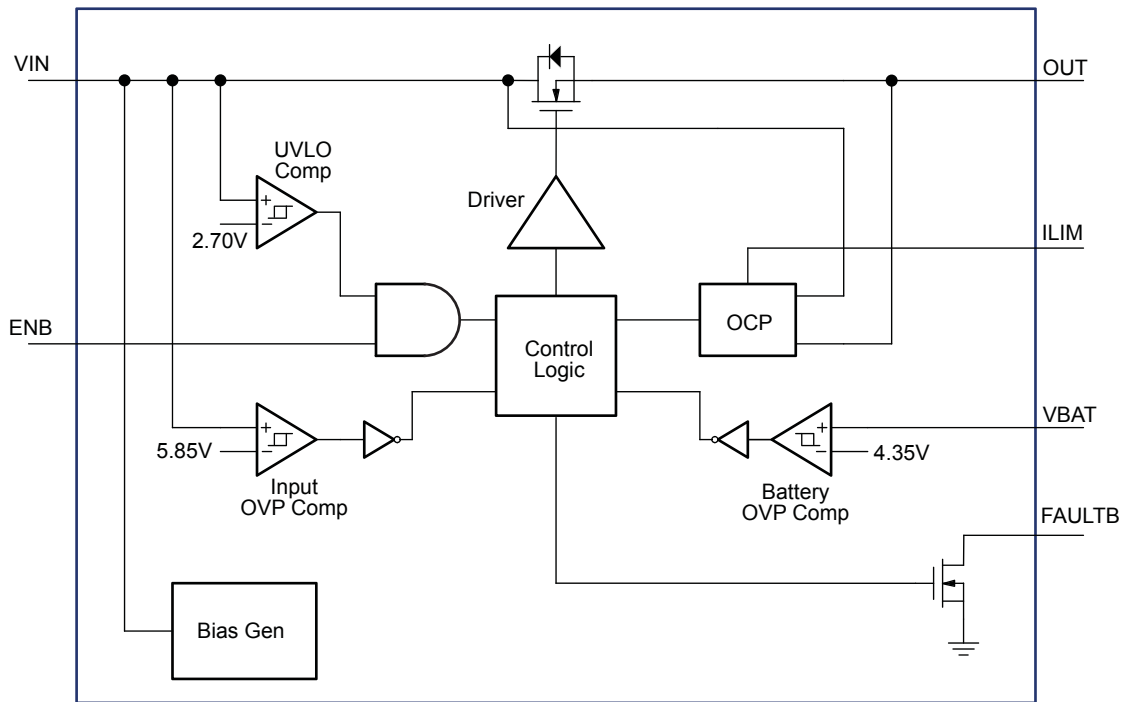 VIN
OUT
UVLO
Comp
+
−
2.70V
Driver
ILIM
ENB
OCP
Control
Logic
VBAT
+
−
5.85V
+
−
4.35V
Input
OVP Comp
Battery
OVP Comp
FAULTB
Bias Gen